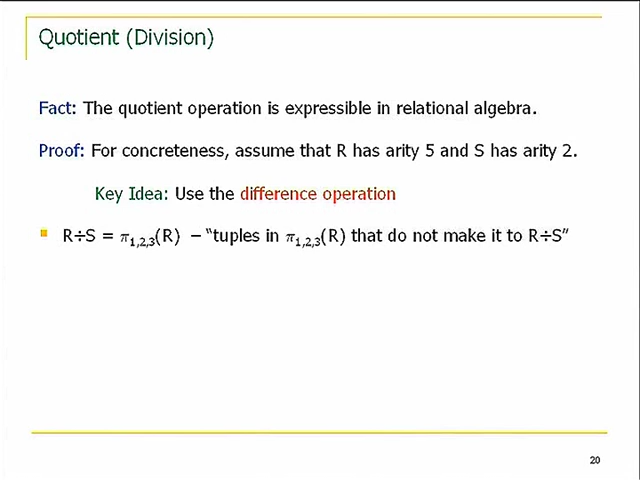 Quotient (Division)
Fact: The quotient operation is expressible in relational algebra.
Proof: For concreteness, assume that R has arity 5 and S has arity 2.
Key Idea: Use the difference operation
R÷S = π1,2,3(R) – “tuples in π1,2,3(R) that do not make it to R÷S”
20